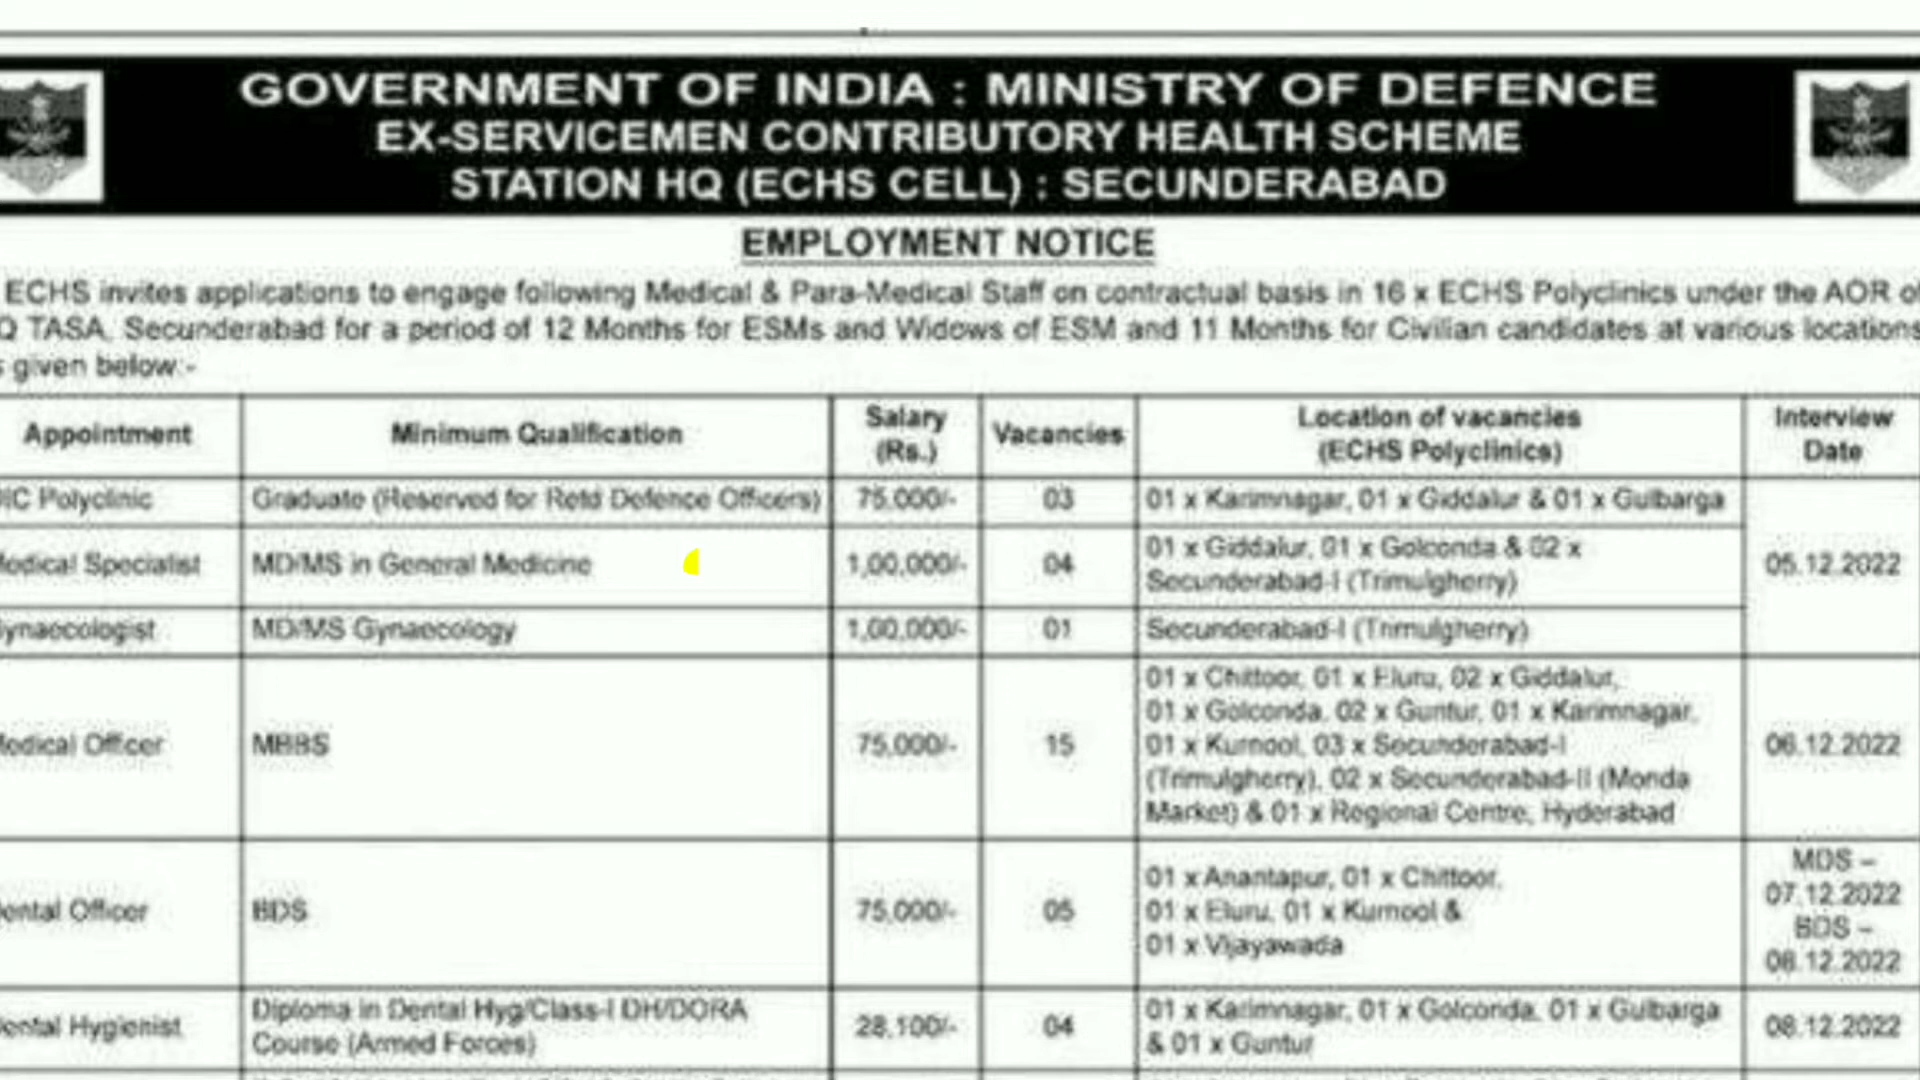 GOVERNMENT OF INDIA : MINISTRY OF DEFENCE
EX-SERVICEMEN CONTRIBUTORY HEALTH SCHEME
STATION HQ (ECHS CELL) : SECUNDERABAD
EMPLOYMENT NOTICE
ECHS invites applications to engage following Medical & Para-Medical Staff on contractual basis in 16 x ECHS Polyclinics under the AOR of
Q TASA, Secunderabad for a period of 12 Months for ESMs and Widows of ESM and 11 Months for Civilian candidates at various locations
s given below:-
Appointment Minimum Qualification Salary (Rs.) Vacancies Location of vacancies (ECHS Polyclinics) Interview Date
IC Polyclinic Graduate (Reserved for Retd Defence Officers) 75,000/- 03 01 x Karimnagar, 01 x Giddalur & 01 x Gulbarga
05.12.2022
edical Specialist MD/MS in General Medicine 1,00,000/- 04 01 x Giddalur, 01 x Golconda & 02 x
Secunderabad-I (Trimulgherry)
ynaecologist MD/MS Gynaecology 1,00,000/- 01 Secunderabad-I (Trimulgherry)
edical Officer MBBS 75,000/- 15 01 x Chittoor, 01 x Eluru, 02 x Giddalur,
01 x Golconda, 02 x Guntur, 01 x Karimnagar,
01 x Kurnool, 03 x Secunderabad-I
(Trimulgherry), 02 x Secunderabad-II (Monda
Market) & 01 x Regional Centre, Hyderabad
06.12.2022
ental Officer BDS 75,000/- 05 01 x Anantapur, 01 x Chittoor,
01 x Eluru, 01 x Kurnool &
01 x Vijayawada
MDS –
07.12.2022
BDS –
08.12.2022
ental Hygienist Diploma in Dental Hyg/Class-I DH/DORA
Course (Armed Forces)
28,100/- 04 01 x Karimnagar, 01 x Golconda, 01 x Gulbarga
& 01 x Guntur
08.12.2022